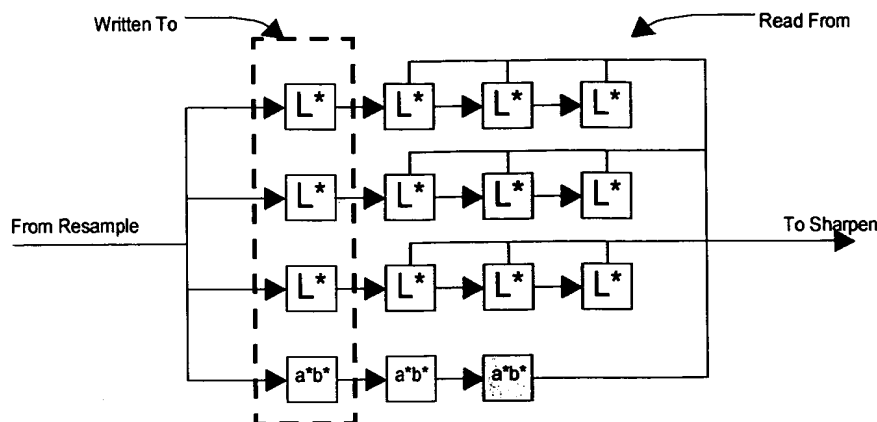 Written To
Read From
L* L* L* L*
L* L* L* L*
From Resample
To Sharpen
L* L* L* L*
a*b* a*b* a*b*